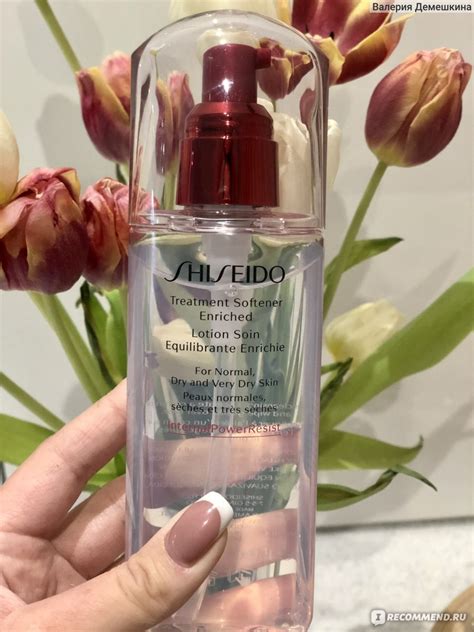 Валерия Демешкина
SHISEIDO
Treatment Softener
Enriched
Lotion Soin
Equilibrante Enrichie
For Normal,
Dry and Very Dry Skin
Peaux normales,
sèches et très sèches
InternalPowerResist
I RECOMMEND.RU